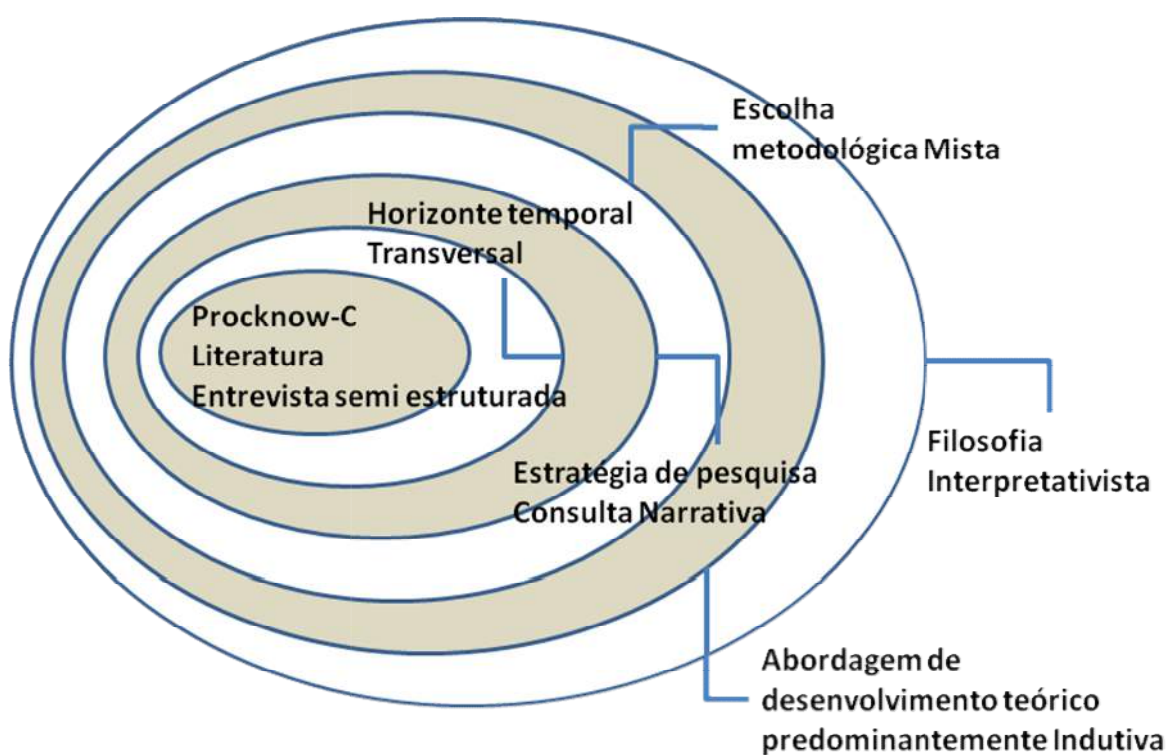 Escolha
metodológica Mista
Horizonte temporal
Transversal
Procknow-C
Literatura
Entrevista semi estruturada
Filosofia
Interpretativista
Estratégia de pesquisa
Consulta Narrativa
Abordagem de
desenvolvimento teórico
predominantemente Indutiva